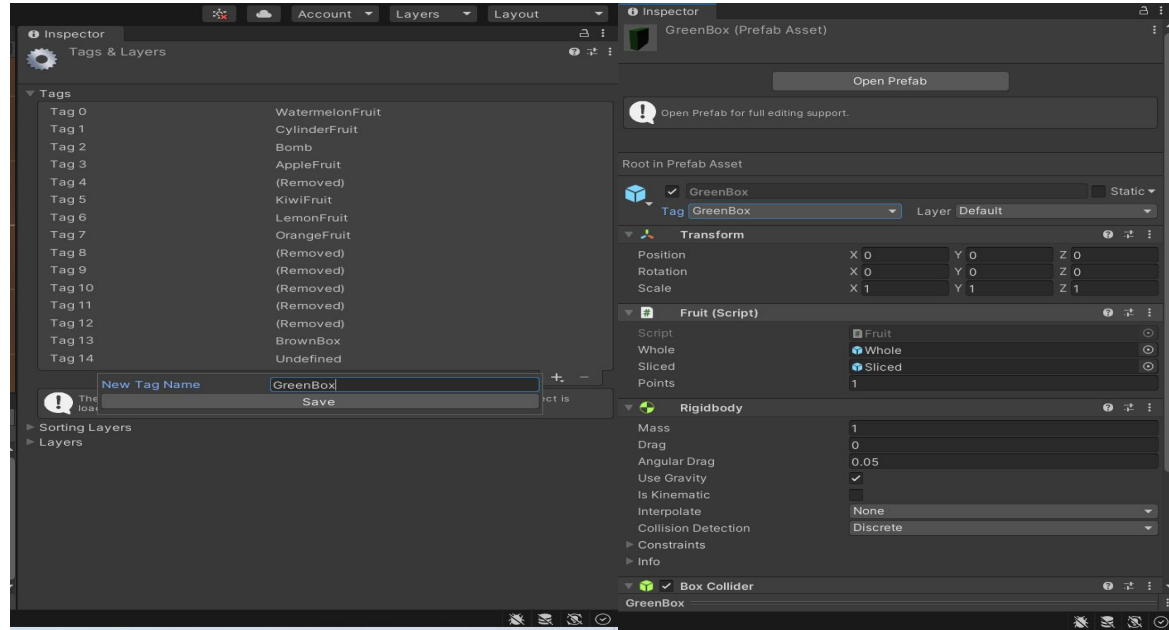 Account Layers Layout
Inspector
Tags & Layers
Tags
Tag 0 WatermelonFruit
Tag 1 CylinderFruit
Tag 2 Bomb
Tag 3 AppleFruit
Tag 4 (Removed)
Tag 5 KiwiFruit
Tag 6 LemonFruit
Tag 7 OrangeFruit
Tag 8 (Removed)
Tag 9 (Removed)
Tag 10 (Removed)
Tag 11 (Removed)
Tag 12 (Removed)
Tag 13 BrownBox
Tag 14 Undefined
New Tag Name GreenBox
Save
The
ect is
loa
Sorting Layers
Layers
Inspector
GreenBox (Prefab Asset)
Open Prefab
Open Prefab for full editing support.
Root in Prefab Asset
GreenBox Static
Tag GreenBox Layer Default
Transform
Position X 0 Y 0 Z 0
Rotation X 0 Y 0 Z 0
Scale X 1 Y 1 Z 1
# Fruit (Script)
Script Fruit
Whole Whole
Sliced Sliced
Points 1
Rigidbody
Mass 1
Drag 0
Angular Drag 0.05
Use Gravity
Is Kinematic
Interpolate None
Collision Detection Discrete
Constraints
Info
Box Collider
GreenBox